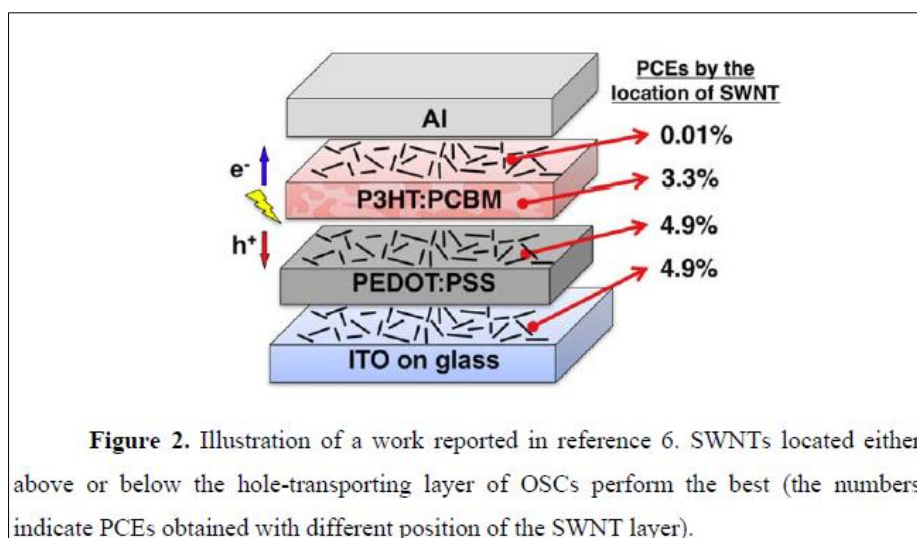 PCEs by the
location of SWNT
Al
0.01%
e-
3.3%
P3HT:PCBM
4.9%
h+
PEDOT:PSS
4.9%
ITO on glass
Figure 2. Illustration of a work reported in reference 6. SWNTs located either
above or below the hole-transporting layer of OSCs perform the best (the numbers
indicate PCEs obtained with different position of the SWNT layer).